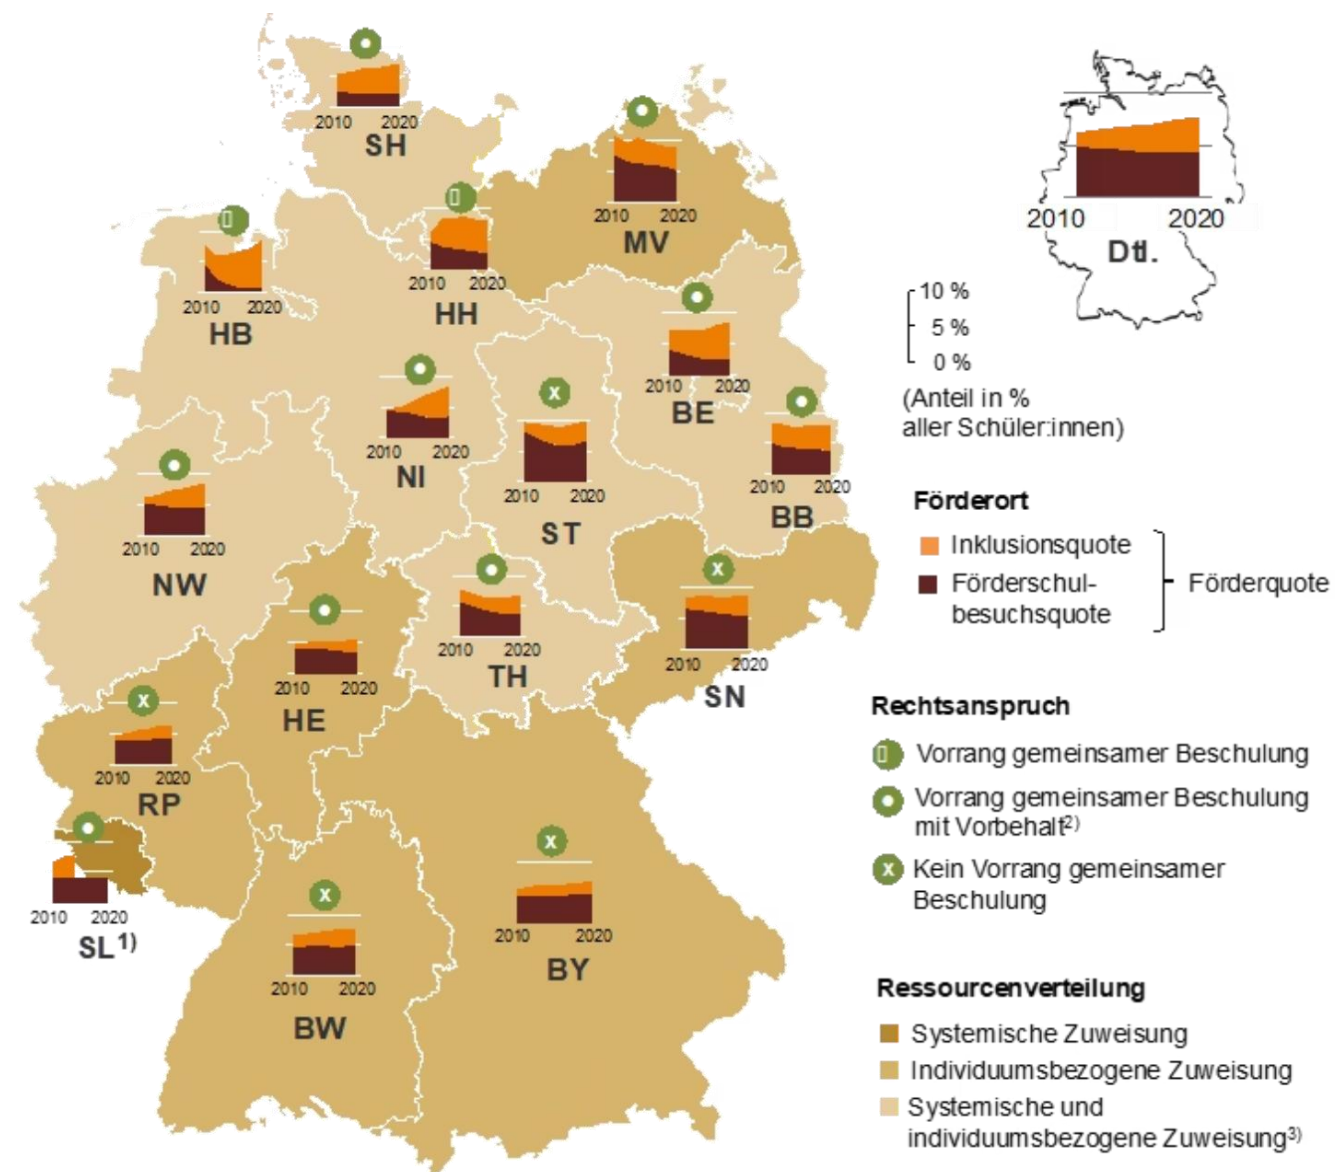 2010 2020
SH
2010 2020
MV
2010 2020
Dtl.
2010 2020
HB
2010 2020
HH
10 %
5 %
0 %
(Anteil in %
aller Schüler:innen)
2010 2020
BE
2010 2020
NI
x
2010 2020
ST
2010 2020
BB
2010 2020
NW
2010 2020
TH
x
2010 2020
SN
2010 2020
HE
x
2010 2020
RP
2010 2020
SL1)
x
2010 2020
BW
x
2010 2020
BY
Förderort
Inklusionsquote
Förderschul-
besuchsquote
Förderquote
Rechtsanspruch
Vorrang gemeinsamer Beschulung
Vorrang gemeinsamer Beschulung
mit Vorbehalt2)
x Kein Vorrang gemeinsamer
Beschulung
Ressourcenverteilung
Systemische Zuweisung
Individuumsbezogene Zuweisung
Systemische und
individuumsbezogene Zuweisung3)